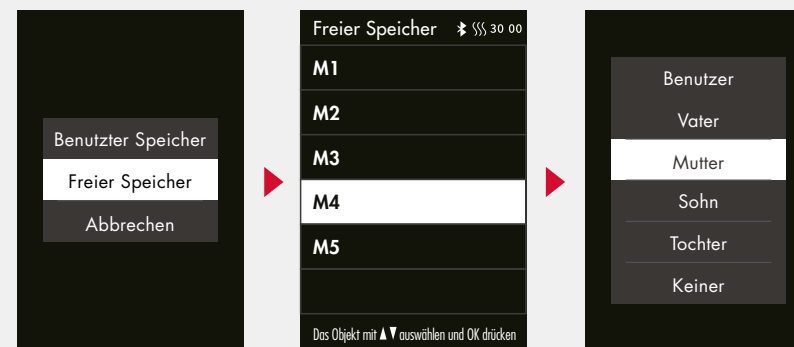 Benutzter Speicher
Freier Speicher
Abbrechen
Freier Speicher 30 00
M1
M2
M3
M4
M5
Das Objekt mit ▲▼ auswählen und OK drücken
Benutzer
Vater
Mutter
Sohn
Tochter
Keiner